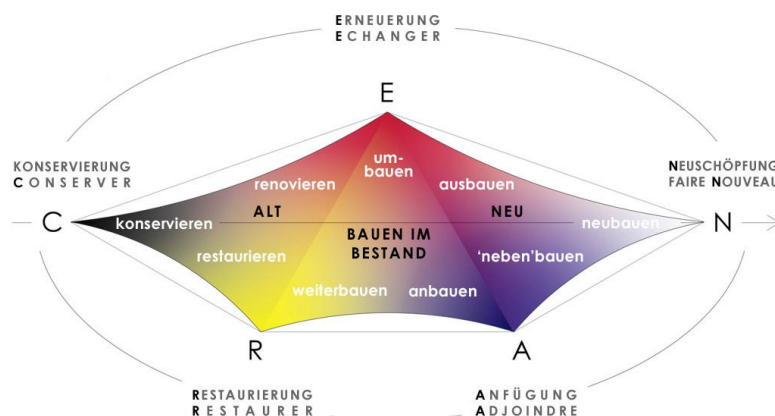 ERNEUERUNG
ECHANGER
E
KONSERVIERUNG
CONSERVER
NEUSCHÖPFUNG
FAIRE NOUVEAU
um-
bauen
renovieren
ausbauen
C
konservieren
ALT
NEU
neubauen
N
BAUEN IM
BESTAND
restaurieren
'neben'bauen
weiterbauen
anbauen
R
A
RESTAURIERUNG
RESTAURER
ANFÜGUNG
ADJOINDRE